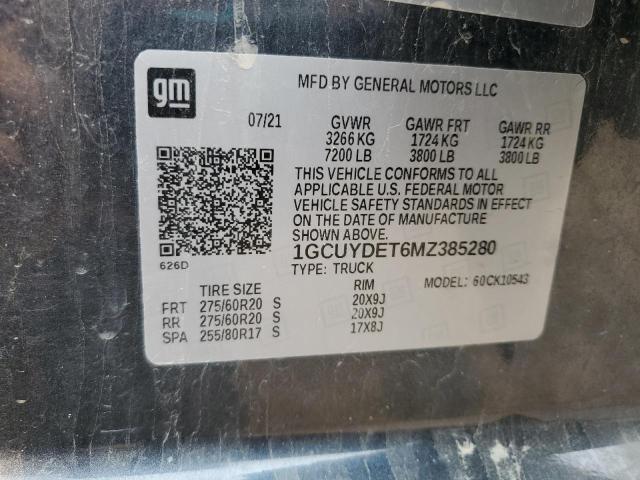 gm
MFD BY GENERAL MOTORS LLC
07/21 GVWR GAWR FRT GAWR RR
3266 KG 1724 KG 1724 KG
7200 LB 3800 LB 3800 LB
THIS VEHICLE CONFORMS TO ALL
APPLICABLE U.S. FEDERAL MOTOR
VEHICLE SAFETY STANDARDS IN EFFECT
ON THE DATE OF MANUFACTURE
SHOWN ABOVE.
626D
1GCUYDET6MZ385280
TYPE: TRUCK MODEL: 60CK10543
TIRE SIZE RIM
FRT 275/60R20 S 20X9J
RR 275/60R20 S 20X9J
SPA 255/80R17 S 17X8J